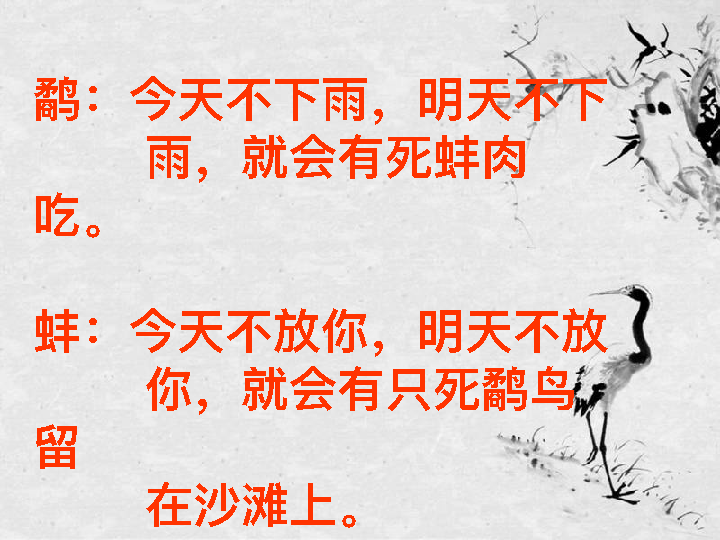 鹬：今天不下雨，明天不下
雨，就会有死蚌肉
吃。
蚌：今天不放你，明天不放
你，就会有只死鹬鸟
留
在沙滩上。